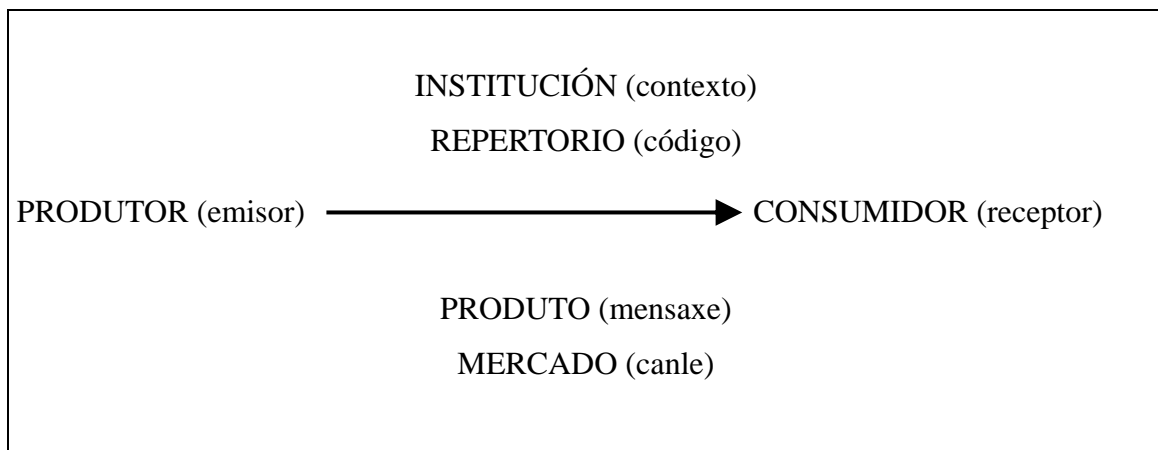 INSTITUCIÓN (contexto)
REPERTORIO (código)
PRODUTOR (emisor) CONSUMIDOR (receptor)
PRODUTO (mensaxe)
MERCADO (canle)